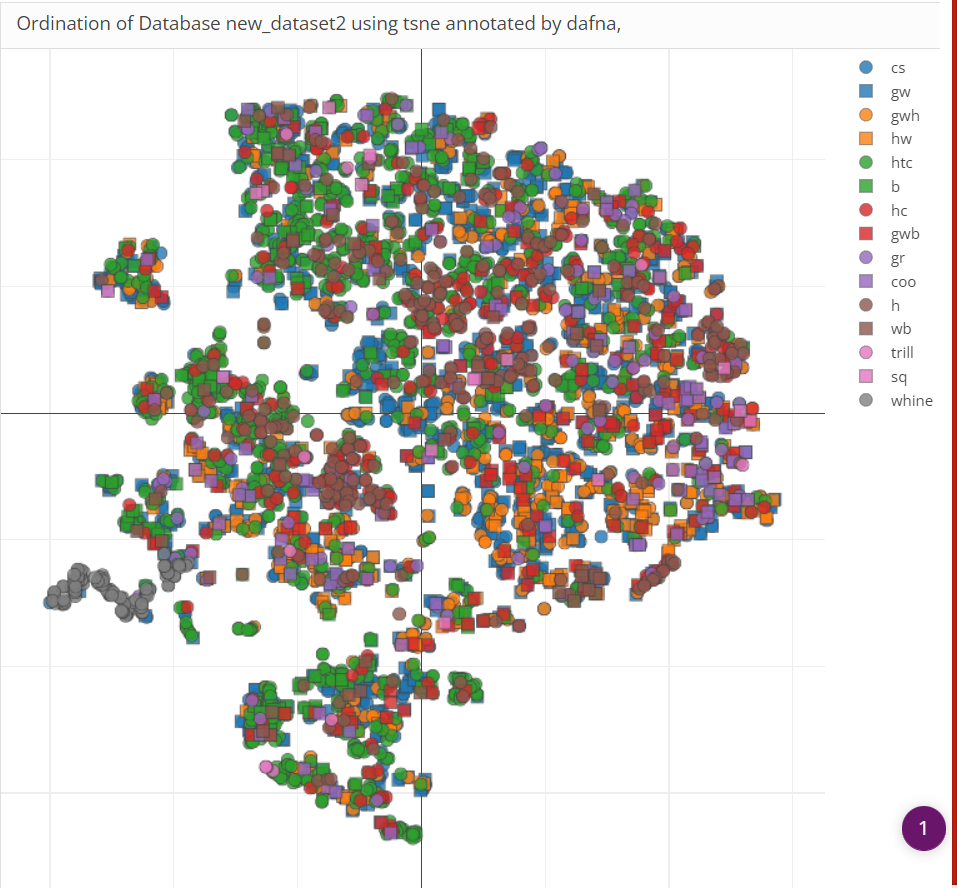 Ordination of Database new_dataset2 using tsne annotated by dafna,
cs
gw
gwh
hw
htc
b
hc
gwb
gr
coo
h
wb
trill
sq
whine
1